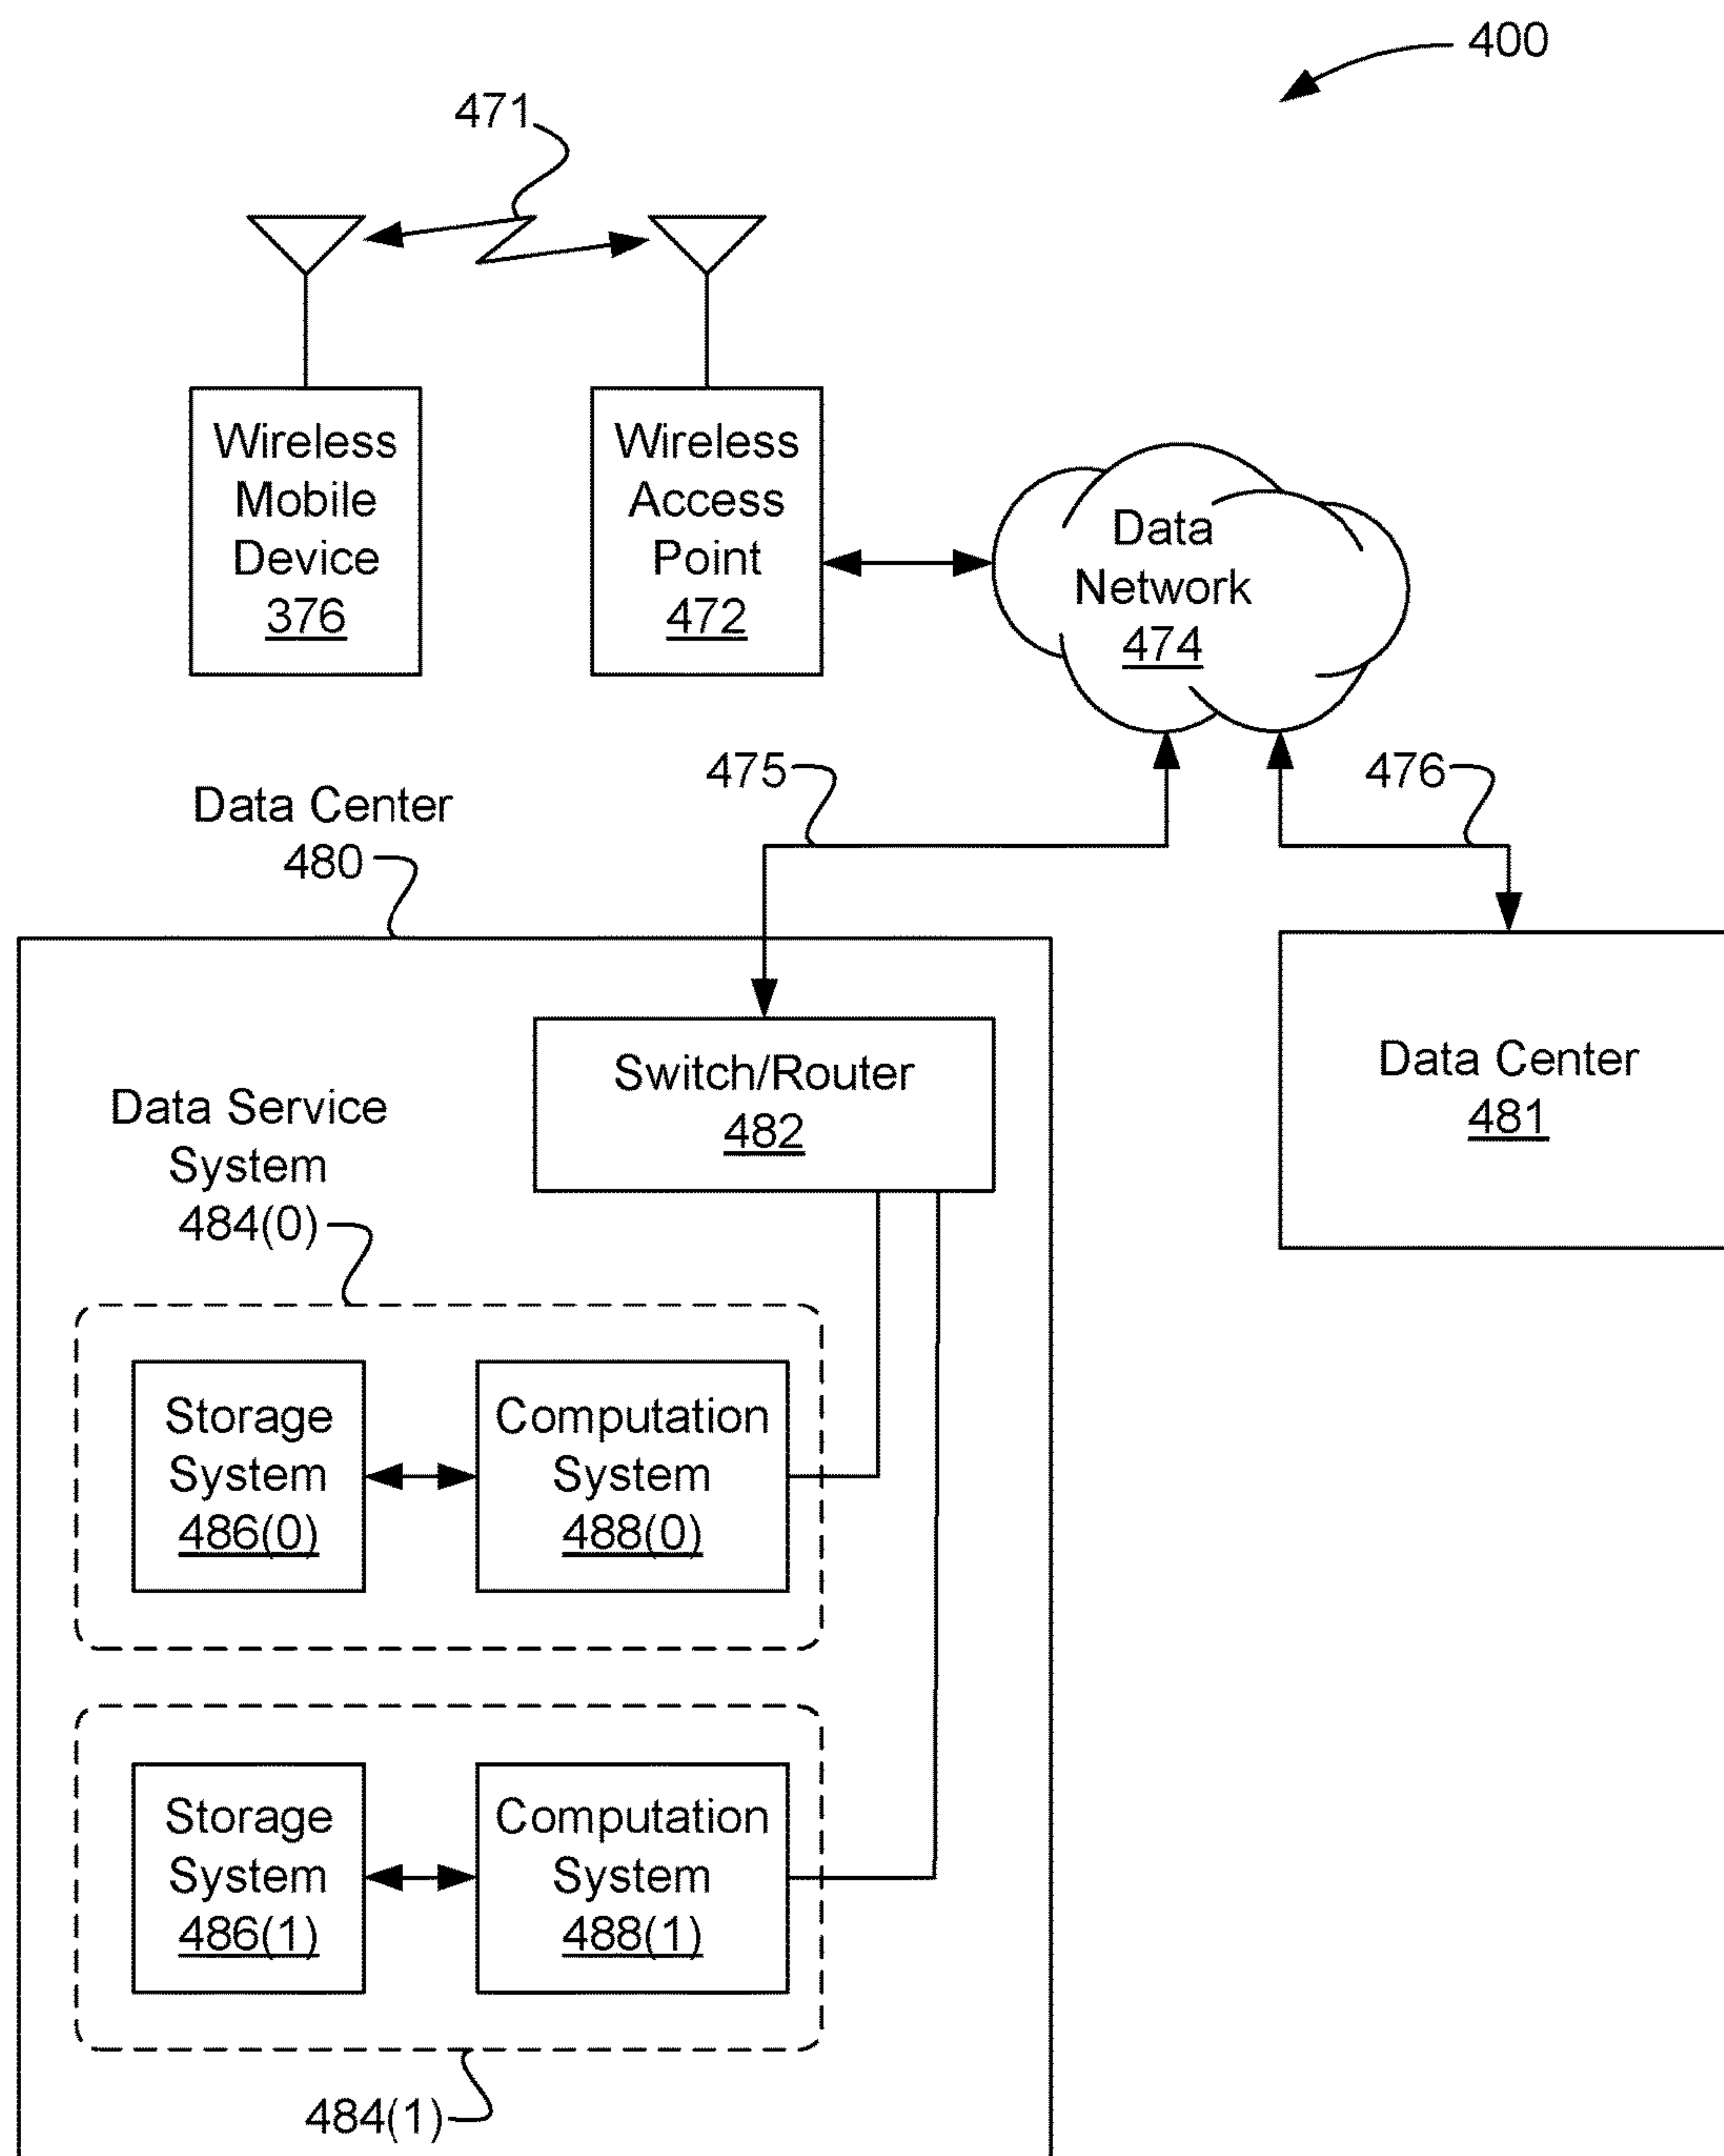 400
471
Wireless
Mobile
Device
376
Wireless
Access
Point
472
Data
Network
474
475
476
Data Center
480
Switch/Router
482
Data Center
481
Data Service
System
484(0)
Storage
System
486(0)
Computation
System
488(0)
Storage
System
486(1)
Computation
System
488(1)
484(1)